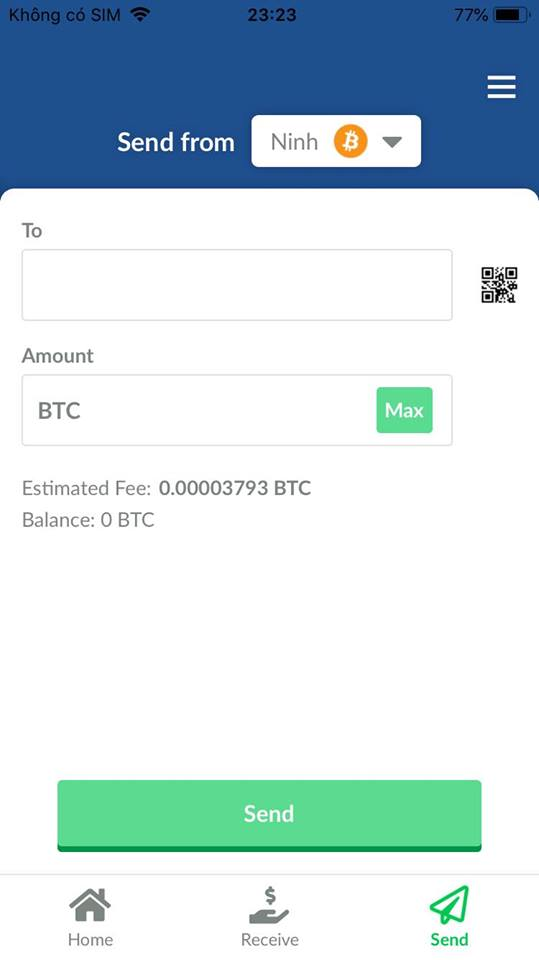 Không có SIM 23:23 77%
Send from Ninh
To
Amount
BTC Max
Estimated Fee: 0.00003793 BTC
Balance: 0 BTC
Send
Home Receive Send